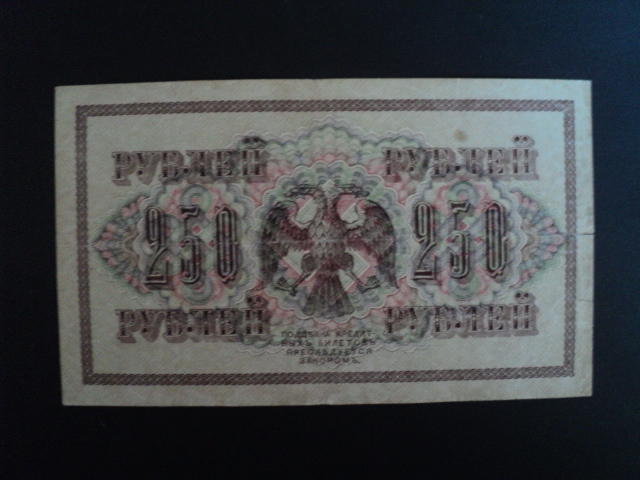 РУБЛЕЙ РУБЛЕЙ
250 250
РУБЛЕЙ РУБЛЕЙ
ПОДДѢЛКА КРЕДИТ-
НЫХЪ БИЛЕТОВЪ
ПРЕСЛѢДУЕТСЯ
ЗАКОНОМЪ.